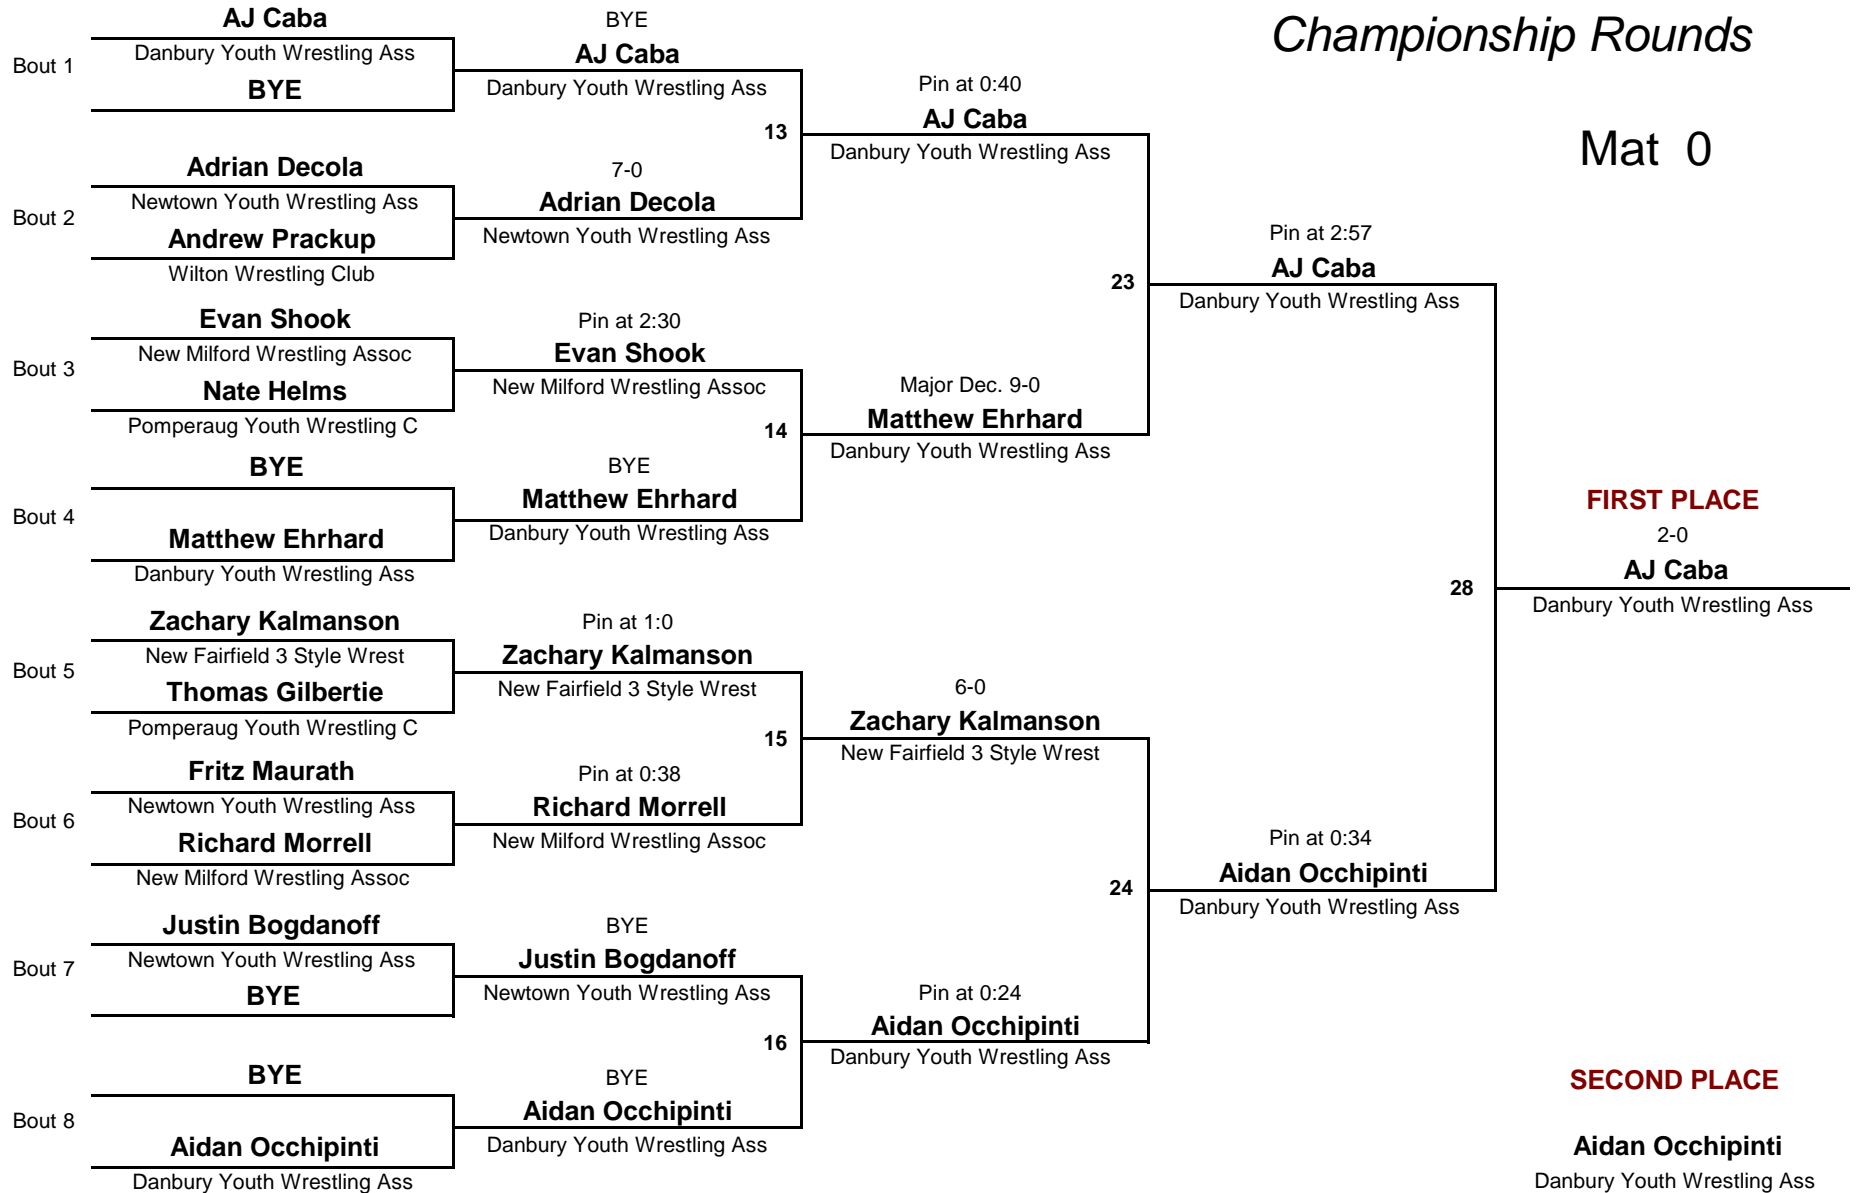 Championship Rounds
Mat 0
Bout 1
AJ Caba
Danbury Youth Wrestling Ass
BYE
Bout 2
Adrian Decola
Newtown Youth Wrestling Ass
Andrew Prackup
Wilton Wrestling Club
Bout 3
Evan Shook
New Milford Wrestling Assoc
Nate Helms
Pomperaug Youth Wrestling C
Bout 4
BYE
Matthew Ehrhard
Danbury Youth Wrestling Ass
Bout 5
Zachary Kalmanson
New Fairfield 3 Style Wrest
Thomas Gilbertie
Pomperaug Youth Wrestling C
Bout 6
Fritz Maurath
Newtown Youth Wrestling Ass
Richard Morrell
New Milford Wrestling Assoc
Bout 7
Justin Bogdanoff
Newtown Youth Wrestling Ass
BYE
Bout 8
BYE
Aidan Occhipinti
Danbury Youth Wrestling Ass
BYE
AJ Caba
Danbury Youth Wrestling Ass
13
7-0
Adrian Decola
Newtown Youth Wrestling Ass
Pin at 2:30
Evan Shook
New Milford Wrestling Assoc
14
BYE
Matthew Ehrhard
Danbury Youth Wrestling Ass
Pin at 1:0
Zachary Kalmanson
New Fairfield 3 Style Wrest
15
Pin at 0:38
Richard Morrell
New Milford Wrestling Assoc
BYE
Justin Bogdanoff
Newtown Youth Wrestling Ass
16
BYE
Aidan Occhipinti
Danbury Youth Wrestling Ass
Pin at 0:40
AJ Caba
Danbury Youth Wrestling Ass
23
Major Dec. 9-0
Matthew Ehrhard
Danbury Youth Wrestling Ass
6-0
Zachary Kalmanson
New Fairfield 3 Style Wrest
24
Pin at 0:24
Aidan Occhipinti
Danbury Youth Wrestling Ass
Pin at 2:57
AJ Caba
Danbury Youth Wrestling Ass
28
Pin at 0:34
Aidan Occhipinti
Danbury Youth Wrestling Ass
FIRST PLACE
2-0
AJ Caba
Danbury Youth Wrestling Ass
SECOND PLACE
Aidan Occhipinti
Danbury Youth Wrestling Ass